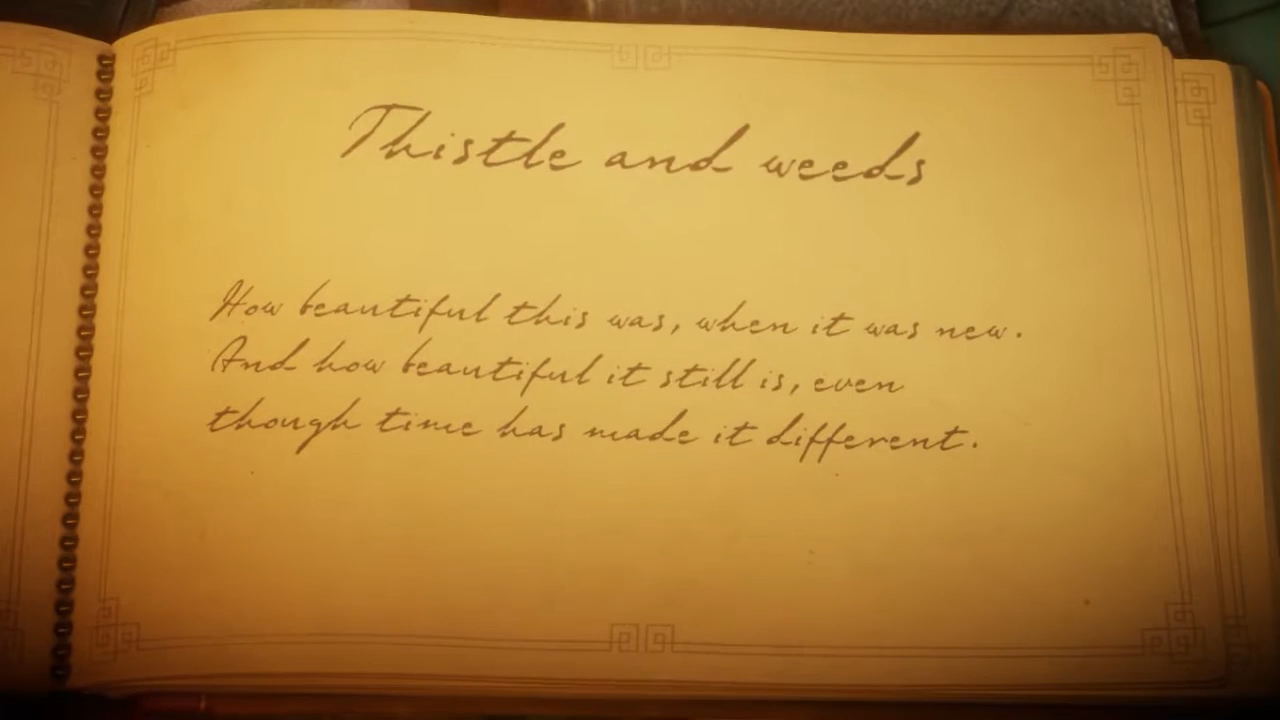 Thistle and weeds
How beautiful this was, when it was new.
And how beautiful it still is, even
though time has made it different.